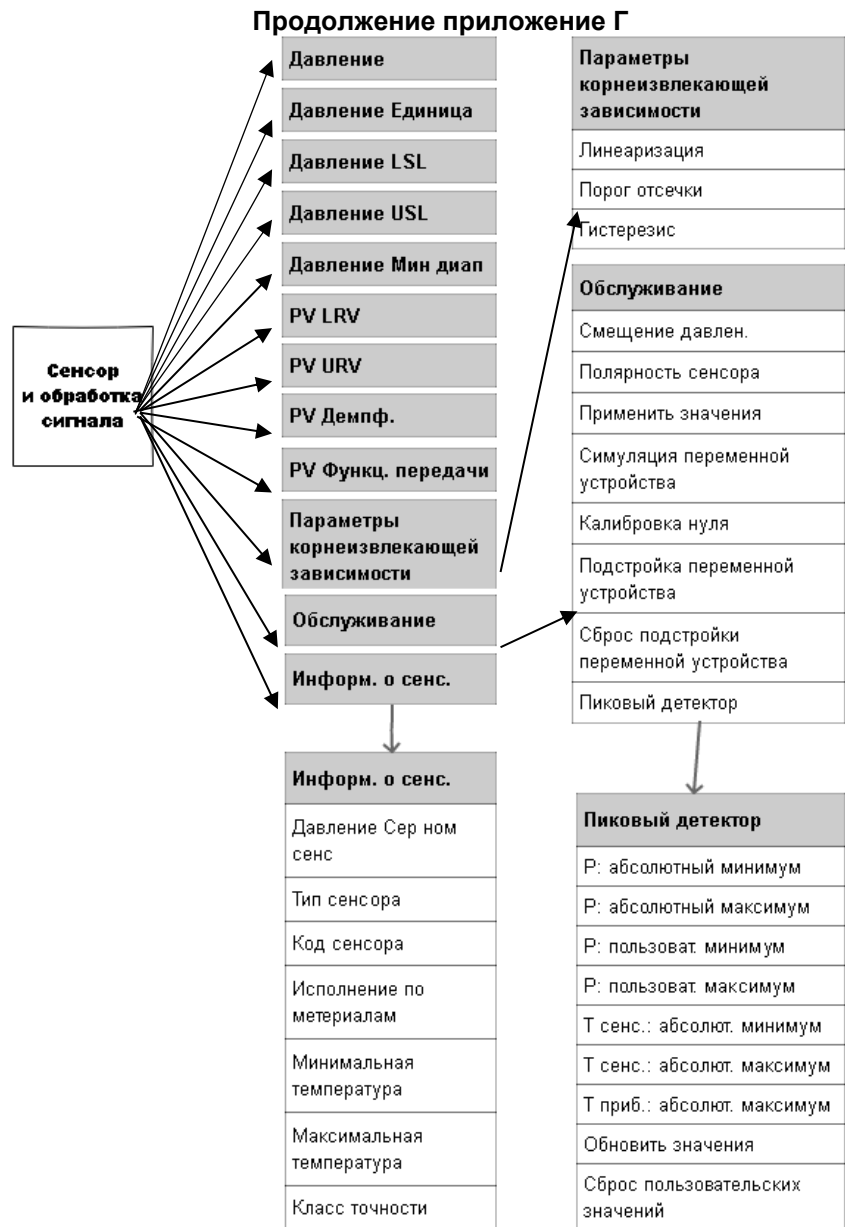 Продолжение приложение Г
Сенсор
и обработка
сигнала
Давление
Давление Единица
Давление LSL
Давление USL
Давление Мин диап
PV LRV
PV URV
PV Демпф.
PV Функц. передачи
Параметры
корнеизвлекающей
зависимости
Обслуживание
Информ. о сенс.
Информ. о сенс.
Давление Сер ном
сенс
Тип сенсора
Код сенсора
Исполнение по
метериалам
Минимальная
температура
Максимальная
температура
Класс точности
Параметры
корнеизвлекающей
зависимости
Линеаризация
Порог отсечки
Гистерезис
Обслуживание
Смещение давлен.
Полярность сенсора
Применить значения
Симуляция переменной
устройства
Калибровка нуля
Подстройка переменной
устройства
Сброс подстройки
переменной устройства
Пиковый детектор
Пиковый детектор
Р: абсолютный минимум
Р: абсолютный максимум
Р: пользоват. минимум
Р: пользоват. максимум
Т сенс.: абсолют. минимум
Т сенс.: абсолют. максимум
Т приб.: абсолют. максимум
Обновить значения
Сброс пользовательских
значений